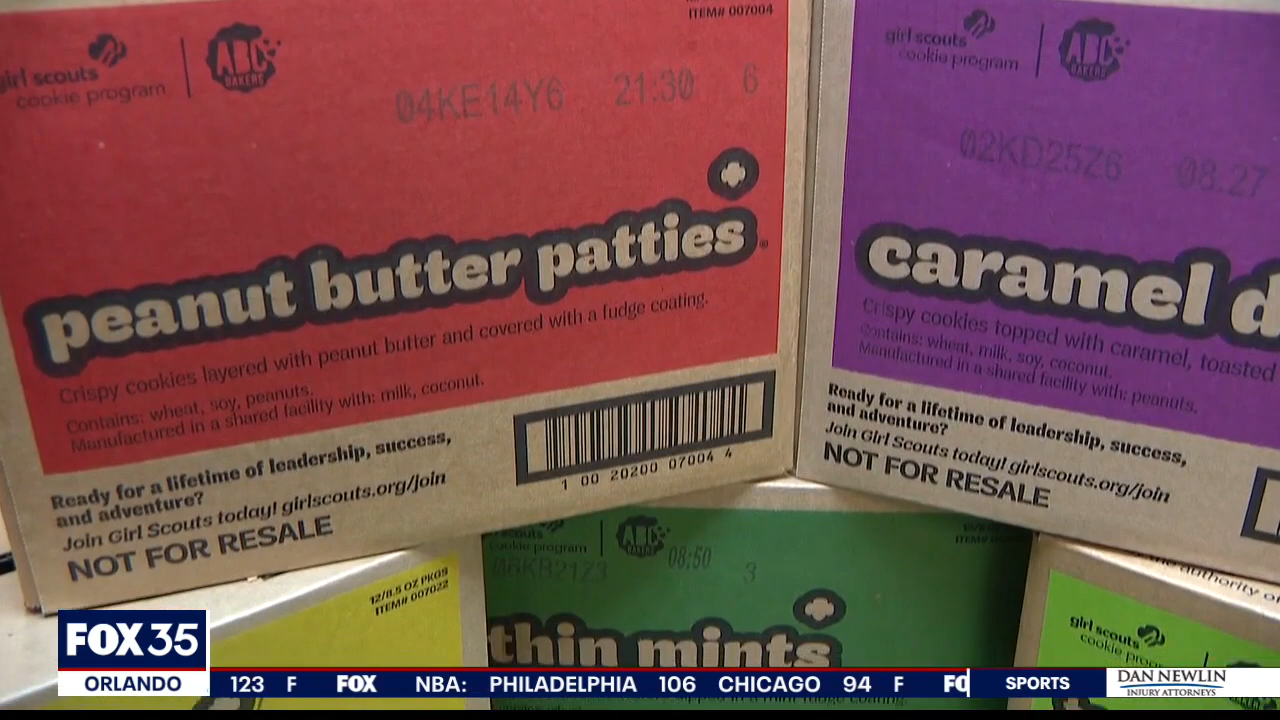 ITEM# 007004
girl scouts
cookie program
ABC
BAKERS
04KE14Y6 21:30 6
peanut butter patties
Crispy cookies layered with peanut butter and covered with a fudge coating.
Contains: wheat, soy, peanuts.
Manufactured in a shared facility with: milk, coconut.
Ready for a lifetime of leadership, success,
and adventure?
Join Girl Scouts today! girlscouts.org/join
NOT FOR RESALE
1 00 20200 07004 4
girl scouts
cookie program
ABC
BAKERS
02KD25Z6 08.27
caramel d
Crispy cookies topped with caramel, toasted
Contains: wheat, milk, soy, coconut.
Manufactured in a shared facility with: peanuts.
Ready for a lifetime of leadership, success,
and adventure?
Join Girl Scouts today! girlscouts.org/join
NOT FOR RESALE
12/8.5 OZ PKGS
ITEM# 007022
scouts
cookie program
ABC
08:50 3
thin mints
authority of
girl scouts
cookie
FOX 35
ORLANDO
123 F FOX NBA: PHILADELPHIA 106 CHICAGO 94 F
SPORTS
DAN NEWLIN
INJURY ATTORNEYS